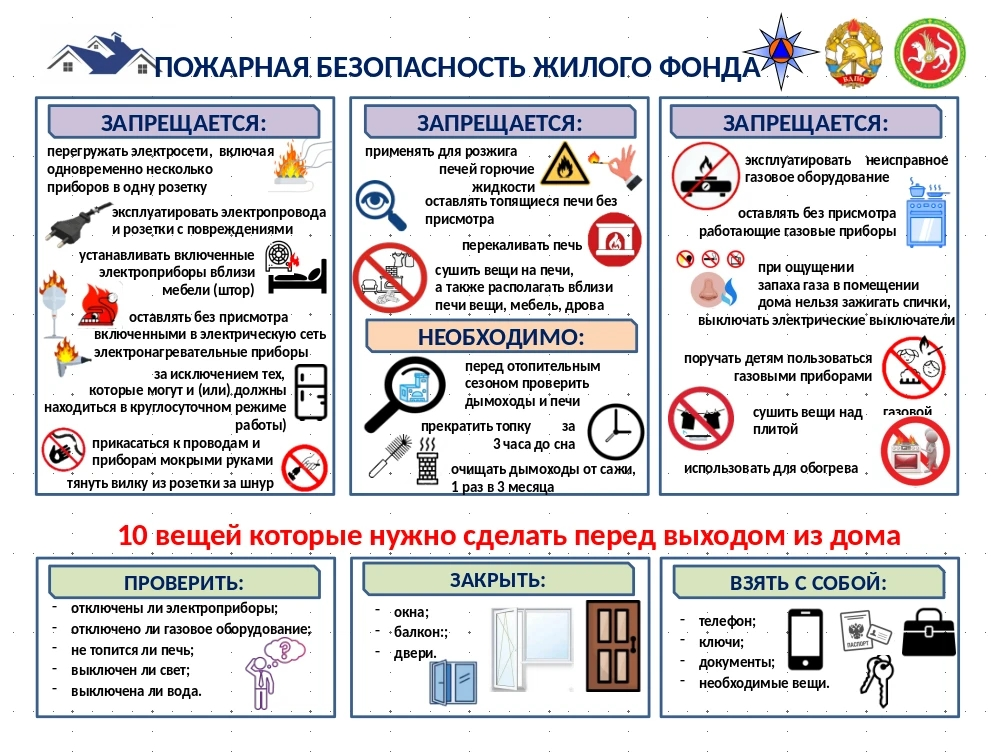 ПОЖАРНАЯ БЕЗОПАСНОСТЬ ЖИЛОГО ФОНДА
ВДПО
ЗАПРЕЩАЕТСЯ:
перегружать электросети, включая
одновременно несколько
приборов в одну розетку
эксплуатировать электропровода
и розетки с повреждениями
устанавливать включенные
электроприборы вблизи
мебели (штор)
оставлять без присмотра
включенными в электрическую сеть
электронагревательные приборы
за исключением тех,
которые могут и (или) должны
находиться в круглосуточном режиме
работы)
прикасаться к проводам и
приборам мокрыми руками
тянуть вилку из розетки за шнур
ЗАПРЕЩАЕТСЯ:
применять для розжига
печей горючие
жидкости
оставлять топящиеся печи без
присмотра
перекаливать печь
сушить вещи на печи,
а также располагать вблизи
печи вещи, мебель, дрова
НЕОБХОДИМО:
перед отопительным
сезоном проверить
дымоходы и печи
прекратить топку за
3 часа до сна
очищать дымоходы от сажи,
1 раз в 3 месяца
ЗАПРЕЩАЕТСЯ:
эксплуатировать неисправное
газовое оборудование
оставлять без присмотра
работающие газовые приборы
при ощущении
запаха газа в помещении
дома нельзя зажигать спички,
выключать электрические выключатели
поручать детям пользоваться
газовыми приборами
сушить вещи над газовой
плитой
использовать для обогрева
10 вещей которые нужно сделать перед выходом из дома
ПРОВЕРИТЬ:
- отключены ли электроприборы;
- отключено ли газовое оборудование;
- не топится ли печь;
- выключен ли свет;
- выключена ли вода.
ЗАКРЫТЬ:
- окна;
- балкон:;
- двери.
ВЗЯТЬ С СОБОЙ:
- телефон;
- ключи;
- документы;
- необходимые вещи.
ПАСПОРТ